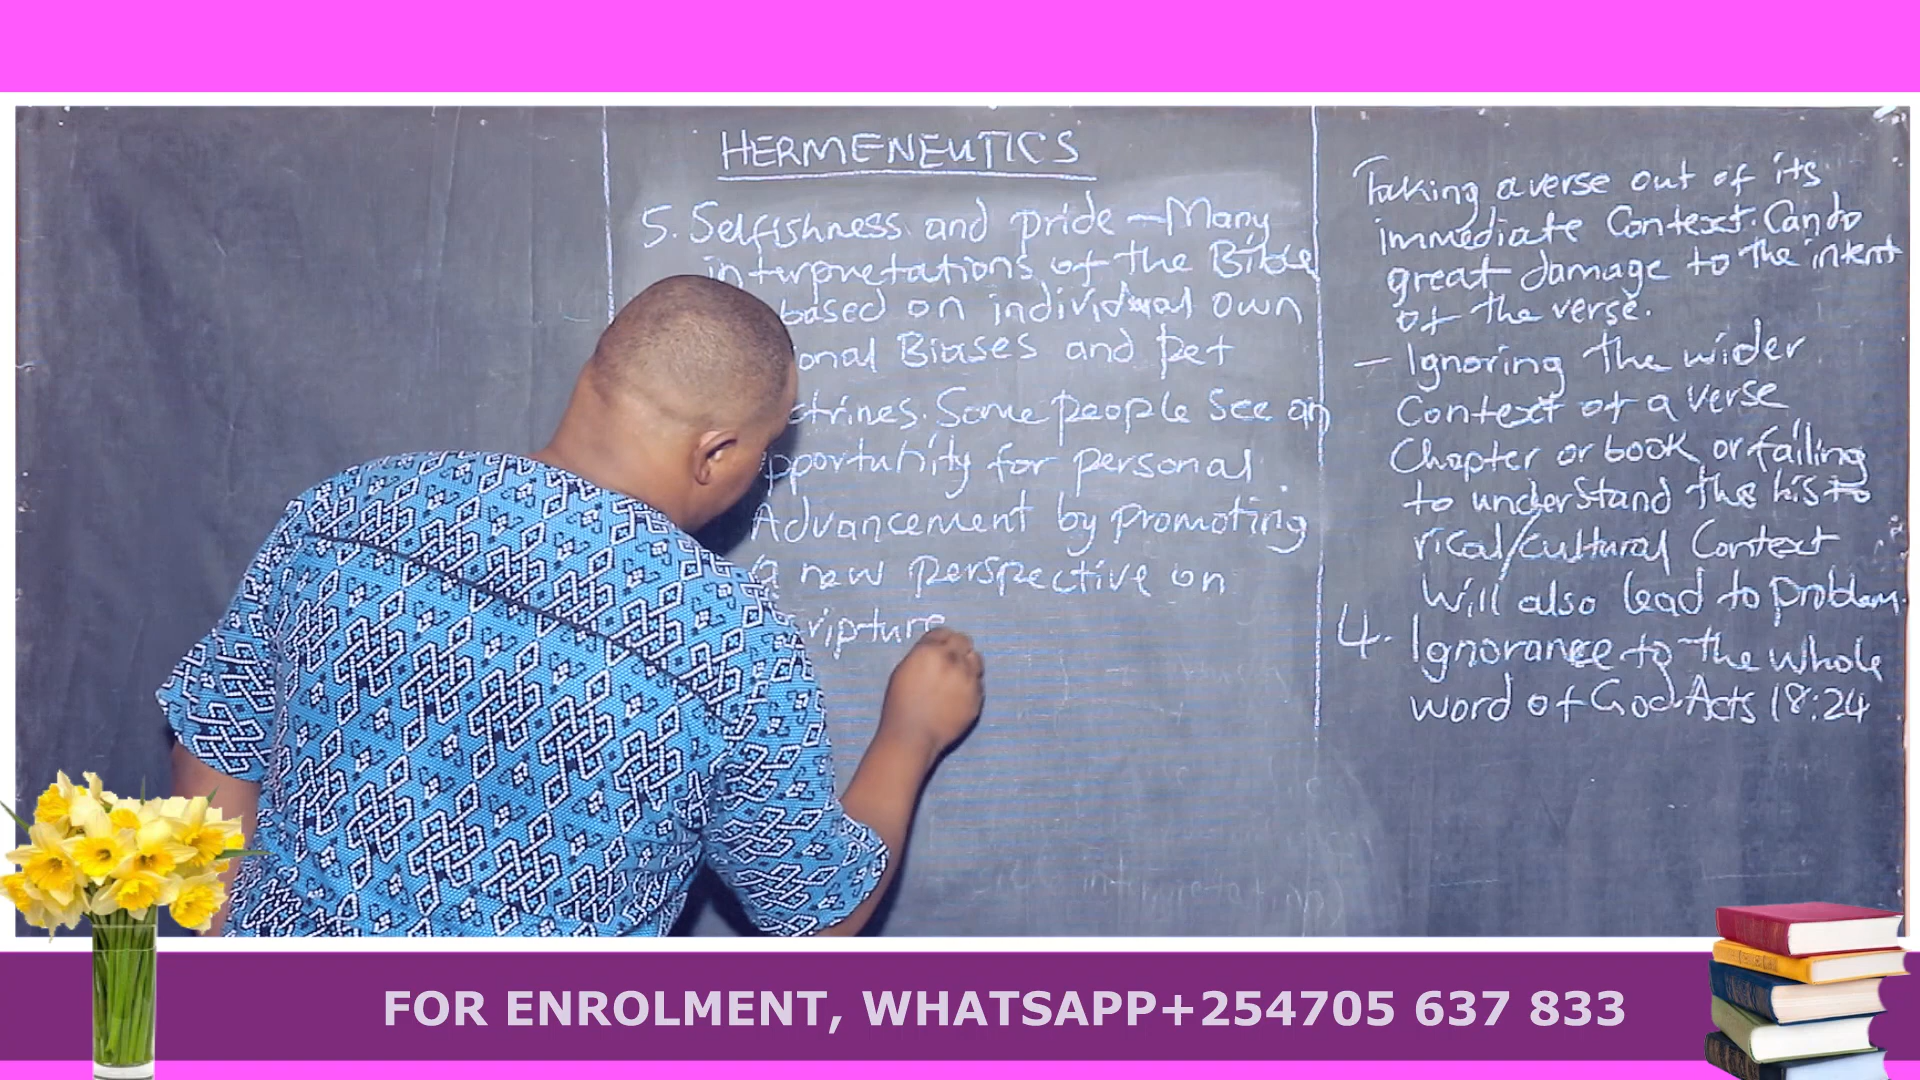 HERMENEUTICS
5. Selfishness and pride - Many
interpretations of the Bible
based on individual own
onal Biases and pet
ctrines. Some people see an
pportunity for personal
Advancement by promoting
a new perspective on
ripture
Taking a verse out of its
immediate Context. Can do
great damage to the intent
of the verse.
- Ignoring the wider
Context of a verse
Chapter or book or failing
to understand the histo
rical/cultural Context
Will also lead to problem.
4. Ignorance to the whole
word of God Acts 18:24
FOR ENROLMENT, WHATSAPP+254705 637 833